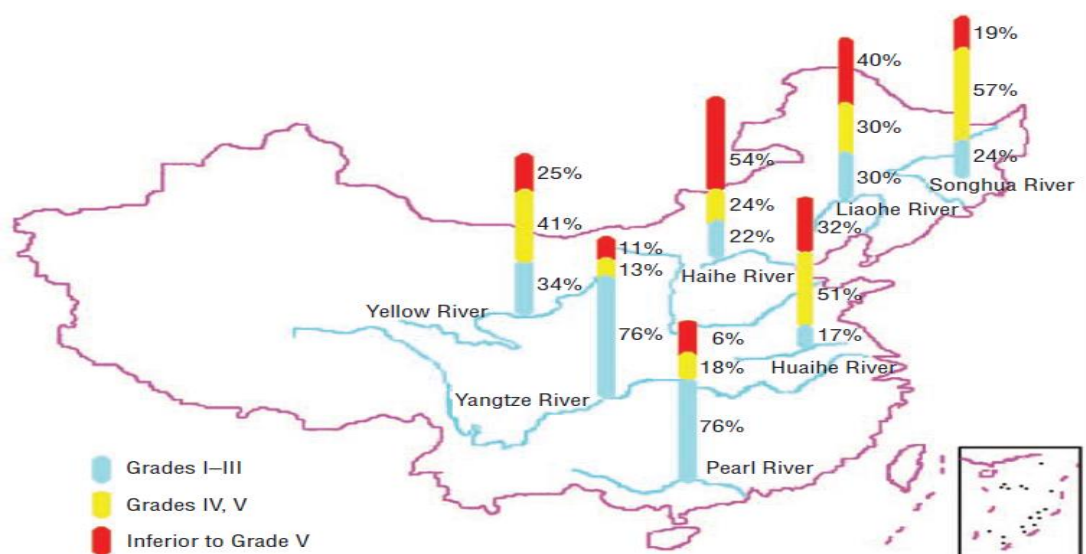 19%
57%
24%
Songhua River
40%
30%
30%
Liaohe River
54%
24%
22%
Haihe River
32%
51%
17%
Huaihe River
25%
41%
34%
Yellow River
11%
13%
76%
Yangtze River
6%
18%
76%
Pearl River
Grades I–III
Grades IV, V
Inferior to Grade V